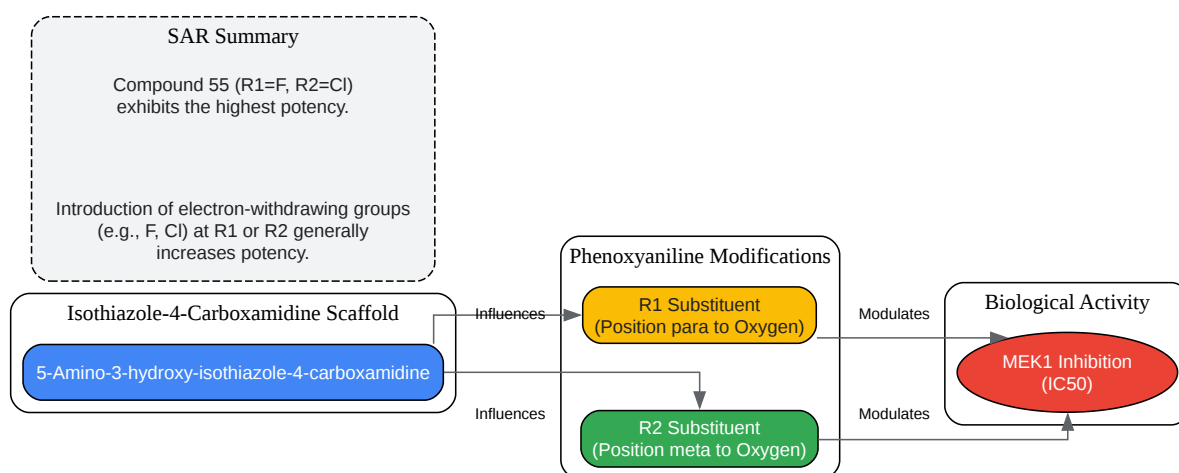 SAR Summary
Compound 55 (R1=F, R2=Cl)
exhibits the highest potency.
Introduction of electron-withdrawing groups
(e.g., F, Cl) at R1 or R2 generally
increases potency.
Isothiazole-4-Carboxamidine Scaffold
5-Amino-3-hydroxy-isothiazole-4-carboxamidine
Influences
Influences
Phenoxyaniline Modifications
R1 Substituent
(Position para to Oxygen)
R2 Substituent
(Position meta to Oxygen)
Modulates
Modulates
Biological Activity
MEK1 Inhibition
(IC50)